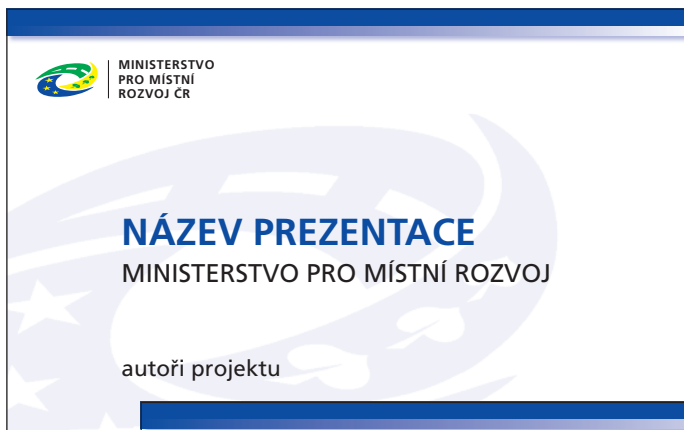 MINISTERSTVO
PRO MÍSTNÍ
ROZVOJ ČR
NÁZEV PREZENTACE
MINISTERSTVO PRO MÍSTNÍ ROZVOJ
autoři projektu